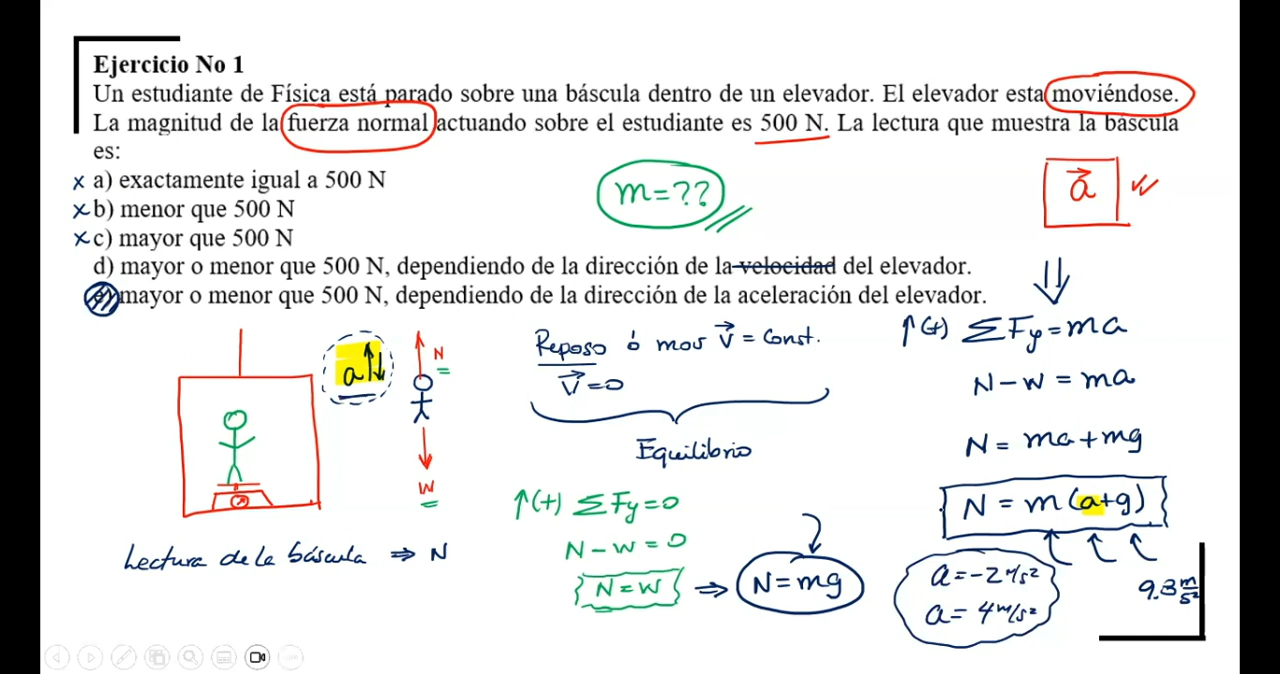 Ejercicio No 1
Un estudiante de Física está parado sobre una báscula dentro de un elevador. El elevador esta moviéndose.
La magnitud de la fuerza normal actuando sobre el estudiante es 500 N. La lectura que muestra la báscula
es:
x a) exactamente igual a 500 N
x b) menor que 500 N
x c) mayor que 500 N
d) mayor o menor que 500 N, dependiendo de la dirección de la velocidad del elevador.
mayor o menor que 500 N, dependiendo de la dirección de la aceleración del elevador.
m=??
a⃗
a↑↓
N
W
Lectura de la báscula ⇒ N
Reposo ó mov V⃗ = Const.
V⃗=0
Equilibrio
↑(+) ΣFy=0
N-W=0
N=W ⇒ N=mg
↑(+) ΣFy=ma
N-W=ma
N=ma+mg
N=m(a+g)
a=-2 m/s²
a= 4 m/s²
9.8 m/s²